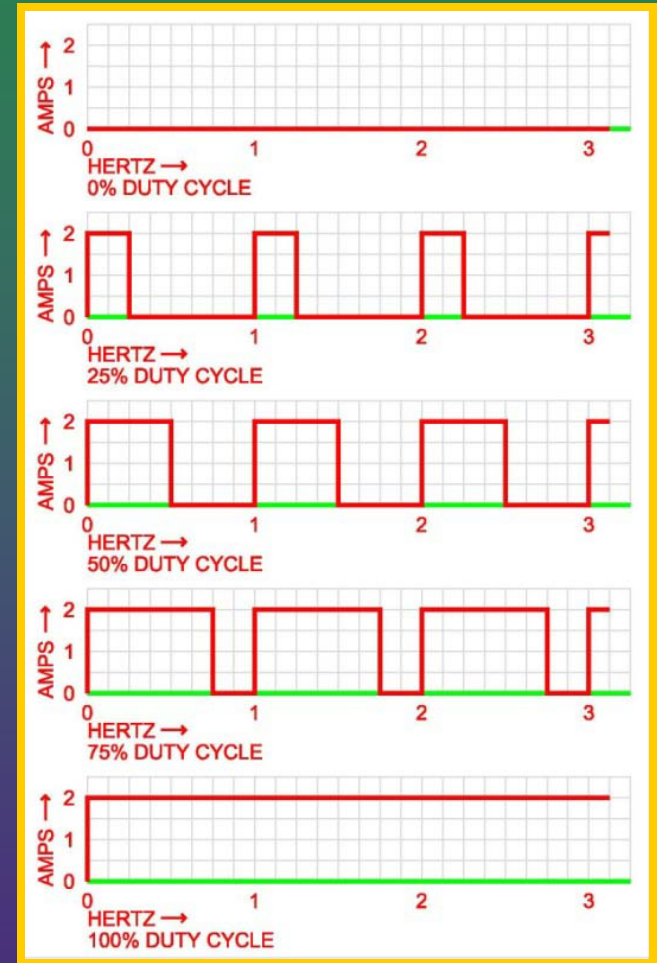 AMPS →
2
1
0
0 1 2 3
HERTZ →
0% DUTY CYCLE
AMPS →
2
1
0
0 1 2 3
HERTZ →
25% DUTY CYCLE
AMPS →
2
1
0
0 1 2 3
HERTZ →
50% DUTY CYCLE
AMPS →
2
1
0
0 1 2 3
HERTZ →
75% DUTY CYCLE
AMPS →
2
1
0
0 1 2 3
HERTZ →
100% DUTY CYCLE